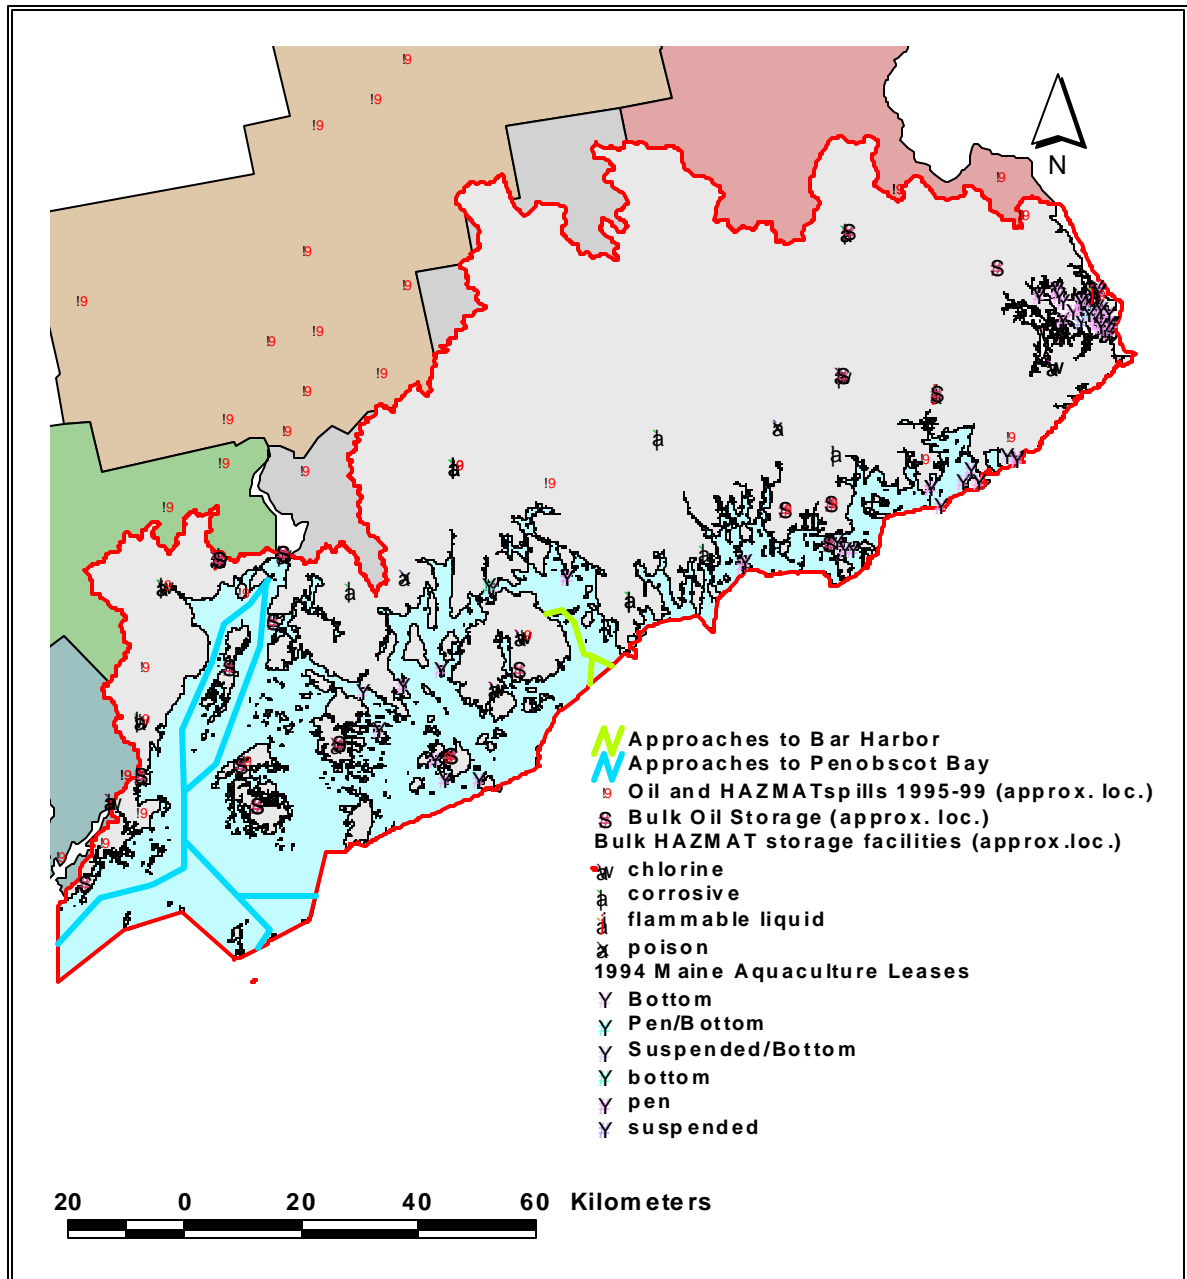 N
Approaches to Bar Harbor
Approaches to Penobscot Bay
Oil and HAZMATspills 1995-99 (approx. loc.)
Bulk Oil Storage (approx. loc.)
Bulk HAZMAT storage facilities (approx.loc.)
chlorine
corrosive
flammable liquid
poison
1994 Maine Aquaculture Leases
Bottom
Pen/Bottom
Suspended/Bottom
bottom
pen
suspended
20 0 20 40 60 Kilometers